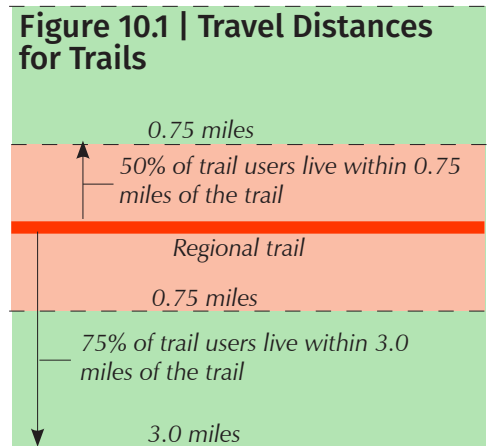 Figure 10.1 | Travel Distances
for Trails
0.75 miles
50% of trail users live within 0.75
miles of the trail
Regional trail
0.75 miles
75% of trail users live within 3.0
miles of the trail
3.0 miles